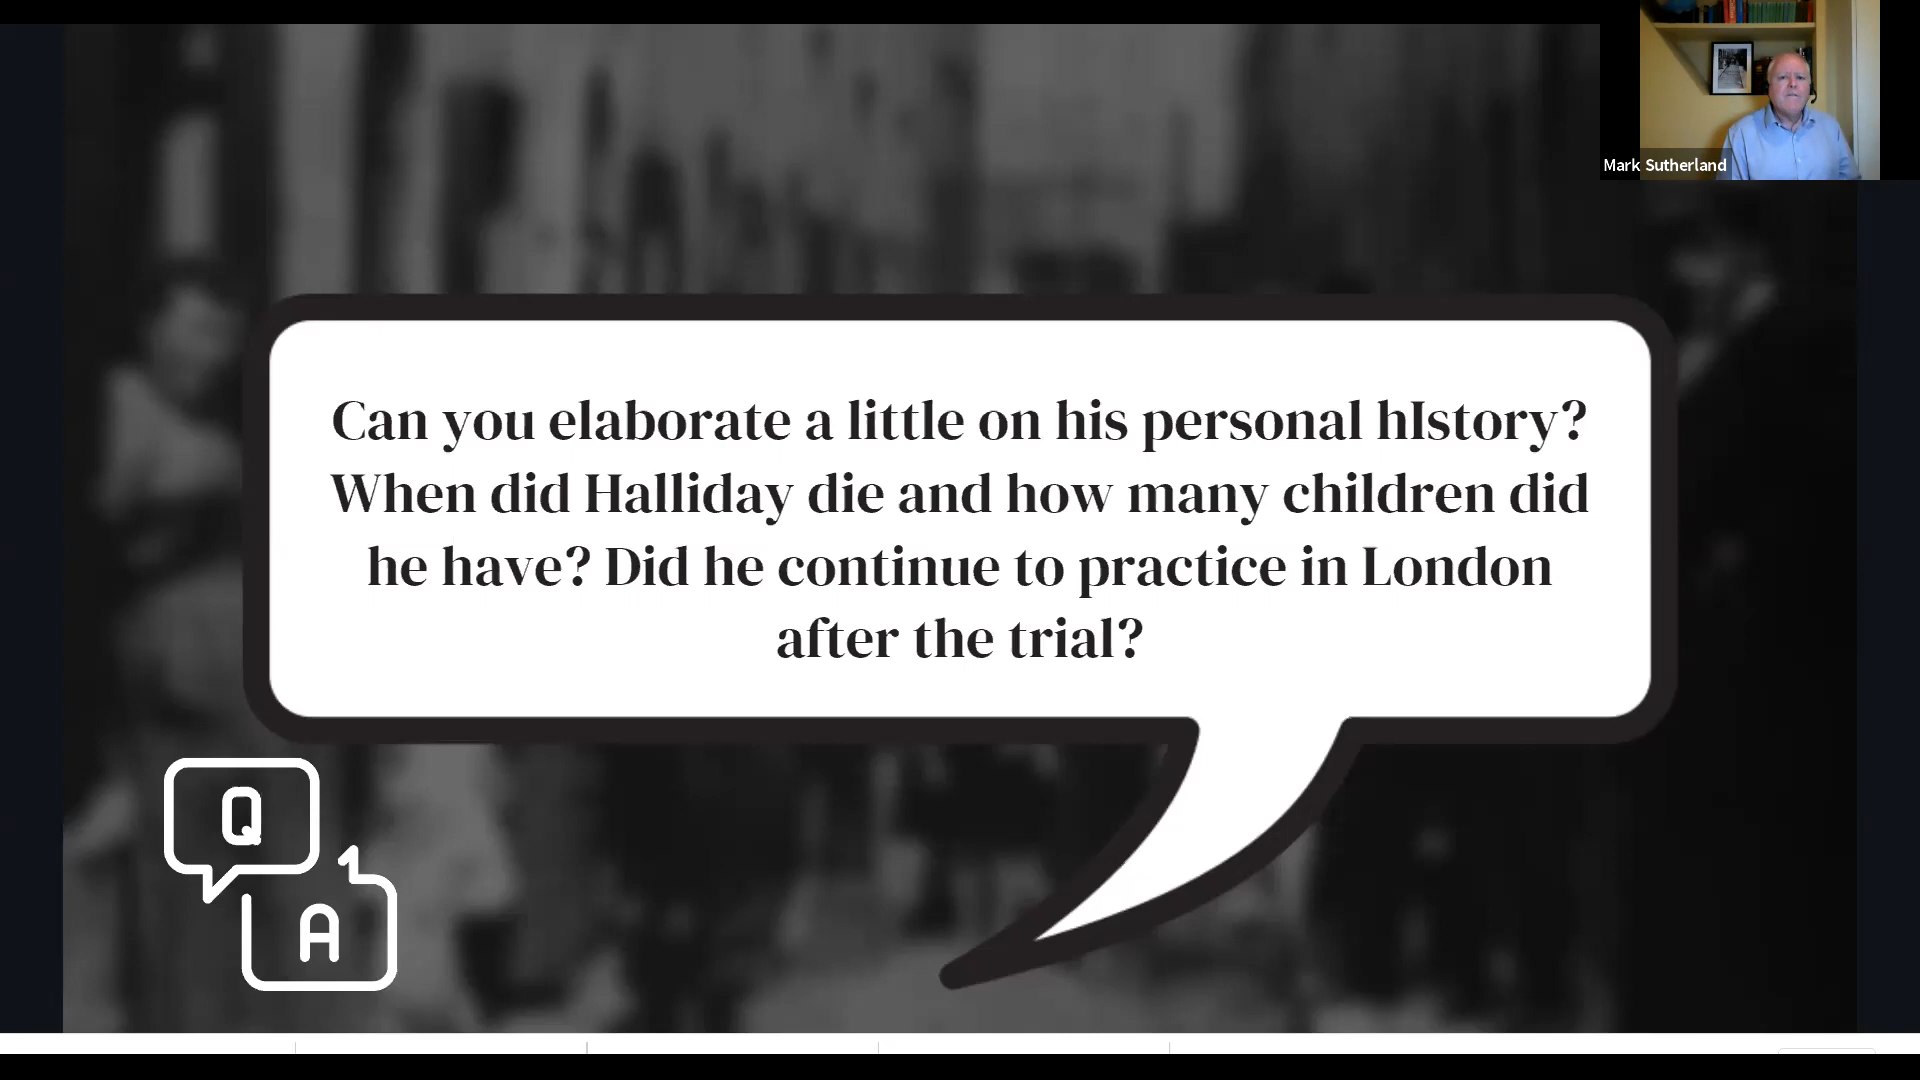 Mark Sutherland
Can you elaborate a little on his personal hIstory?
When did Halliday die and how many children did
he have? Did he continue to practice in London
after the trial?
Q
A